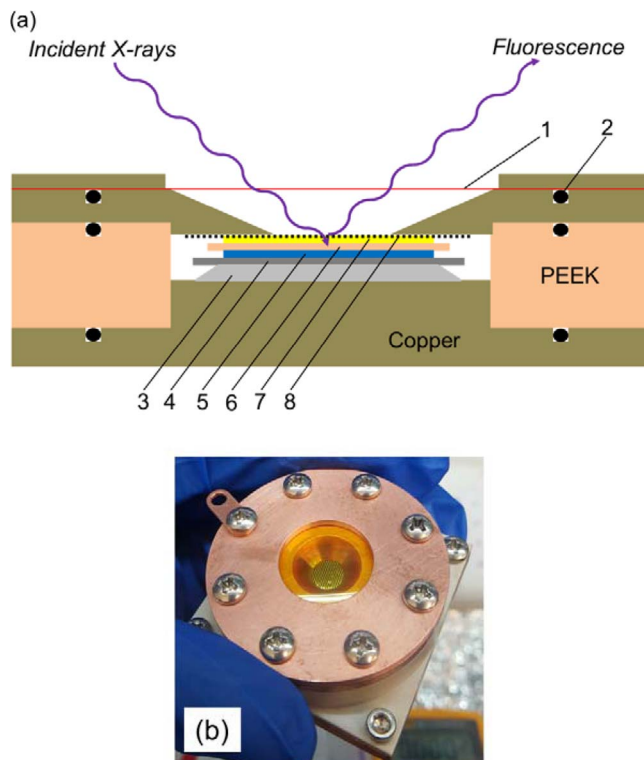 (a)
Incident X-rays
Fluorescence
1
2
PEEK
Copper
3 4 5 6 7 8
(b)